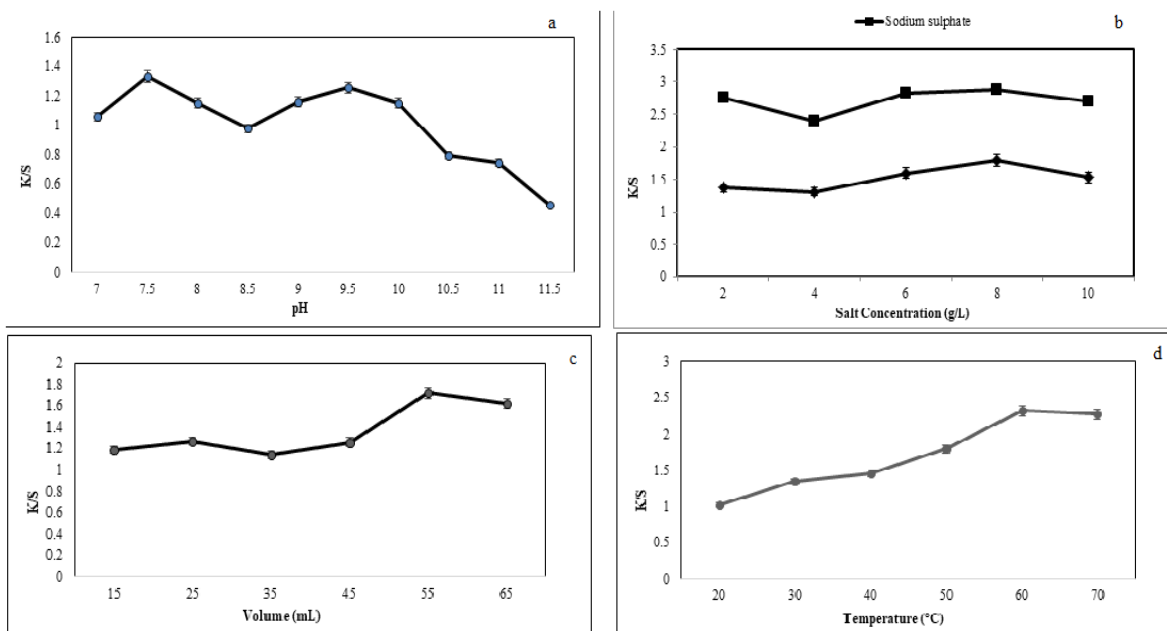 a
1.6
1.4
1.2
1
0.8
0.6
0.4
0.2
0
K/S
7 7.5 8 8.5 9 9.5 10 10.5 11 11.5
pH
Sodium sulphate
b
3.5
3
2.5
2
1.5
1
0.5
0
K/S
2 4 6 8 10
Salt Concentration (g/L)
c
2
1.8
1.6
1.4
1.2
1
0.8
0.6
0.4
0.2
0
K/S
15 25 35 45 55 65
Volume (mL)
d
3
2.5
2
1.5
1
0.5
0
K/S
20 30 40 50 60 70
Temperature (°C)